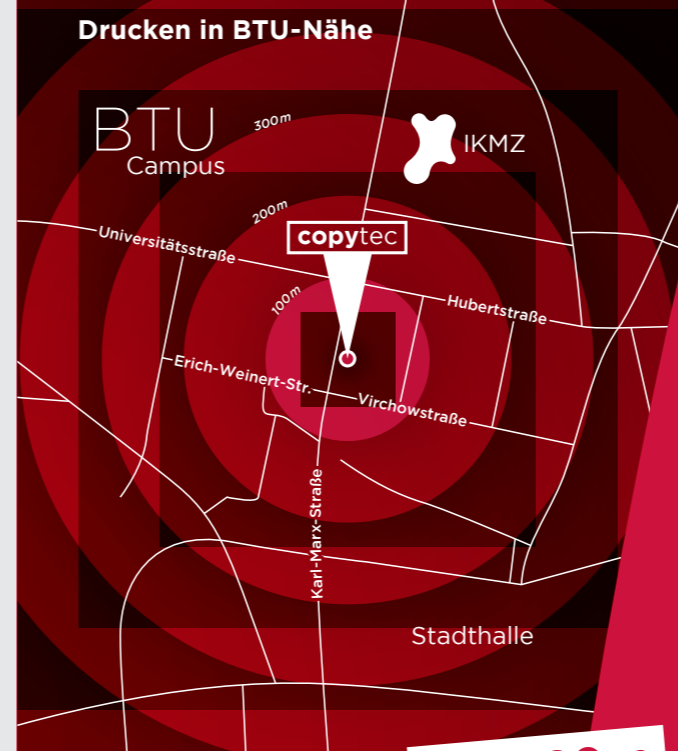 Drucken in BTU-Nähe
BTU
Campus
300m
IKMZ
200m
copytec
Universitätsstraße
100m
Hubertstraße
Erich-Weinert-Str.
Virchowstraße
Karl-Marx-Straße
Stadthalle